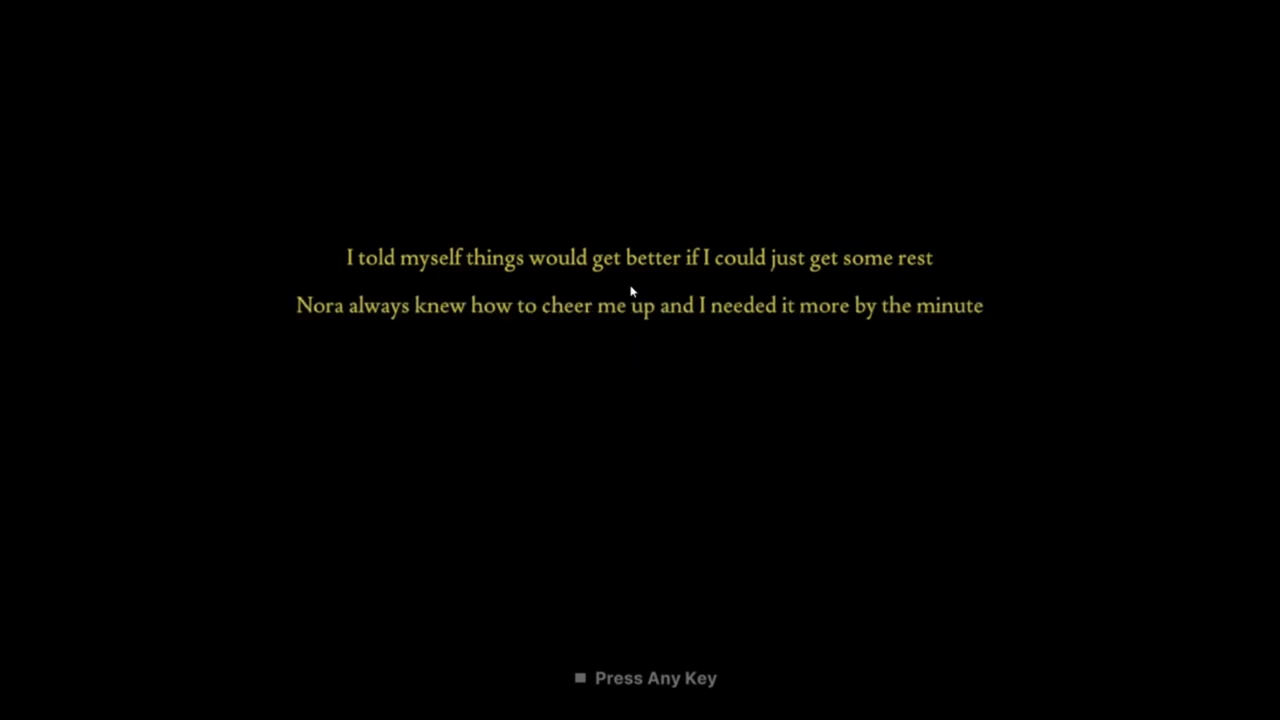 I told myself things would get better if I could just get some rest
Nora always knew how to cheer me up and I needed it more by the minute
Press Any Key